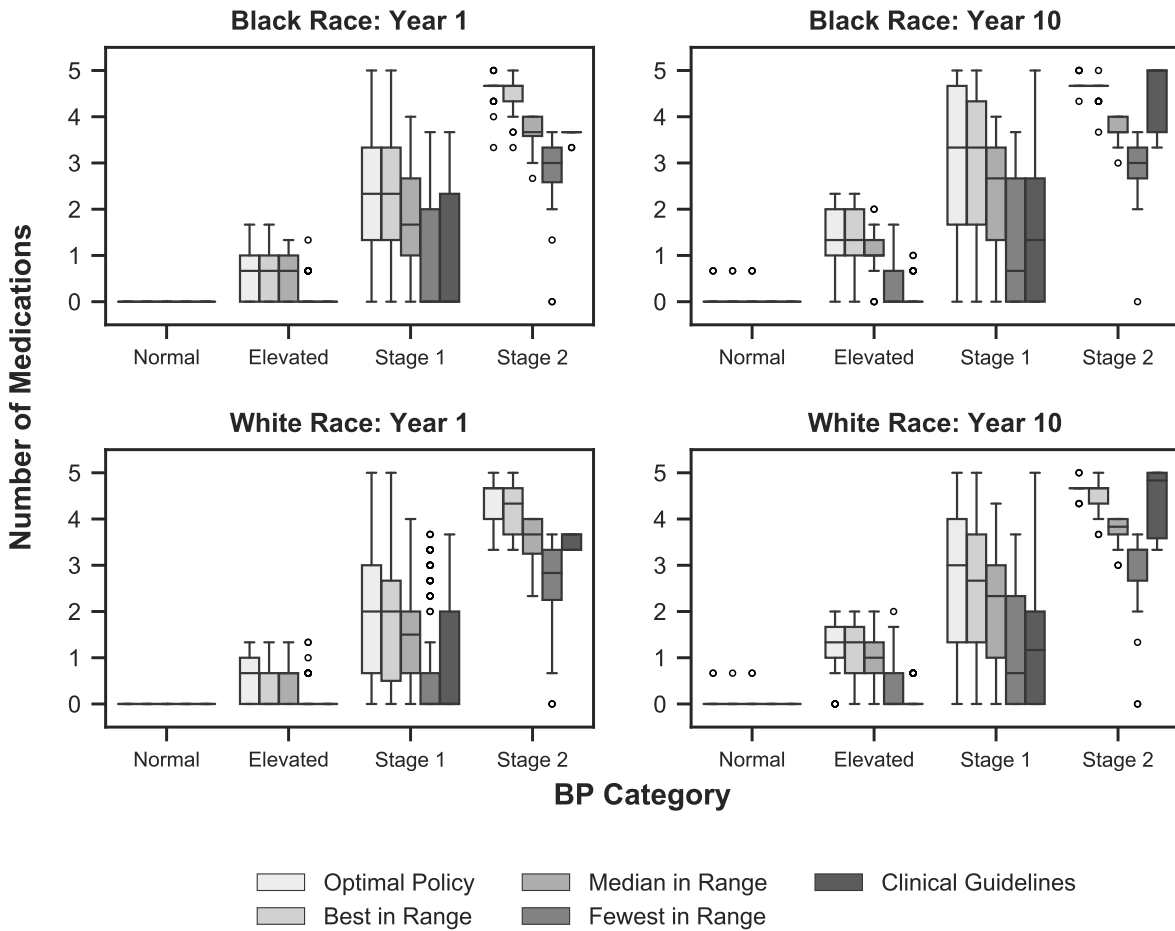 Black Race: Year 1
Black Race: Year 10
5
4
3
2
1
0
Normal
Elevated
Stage 1
Stage 2
5
4
3
2
1
0
Normal
Elevated
Stage 1
Stage 2
Number of Medications
White Race: Year 1
White Race: Year 10
5
4
3
2
1
0
Normal
Elevated
Stage 1
Stage 2
5
4
3
2
1
0
Normal
Elevated
Stage 1
Stage 2
BP Category
Optimal Policy
Best in Range
Median in Range
Fewest in Range
Clinical Guidelines